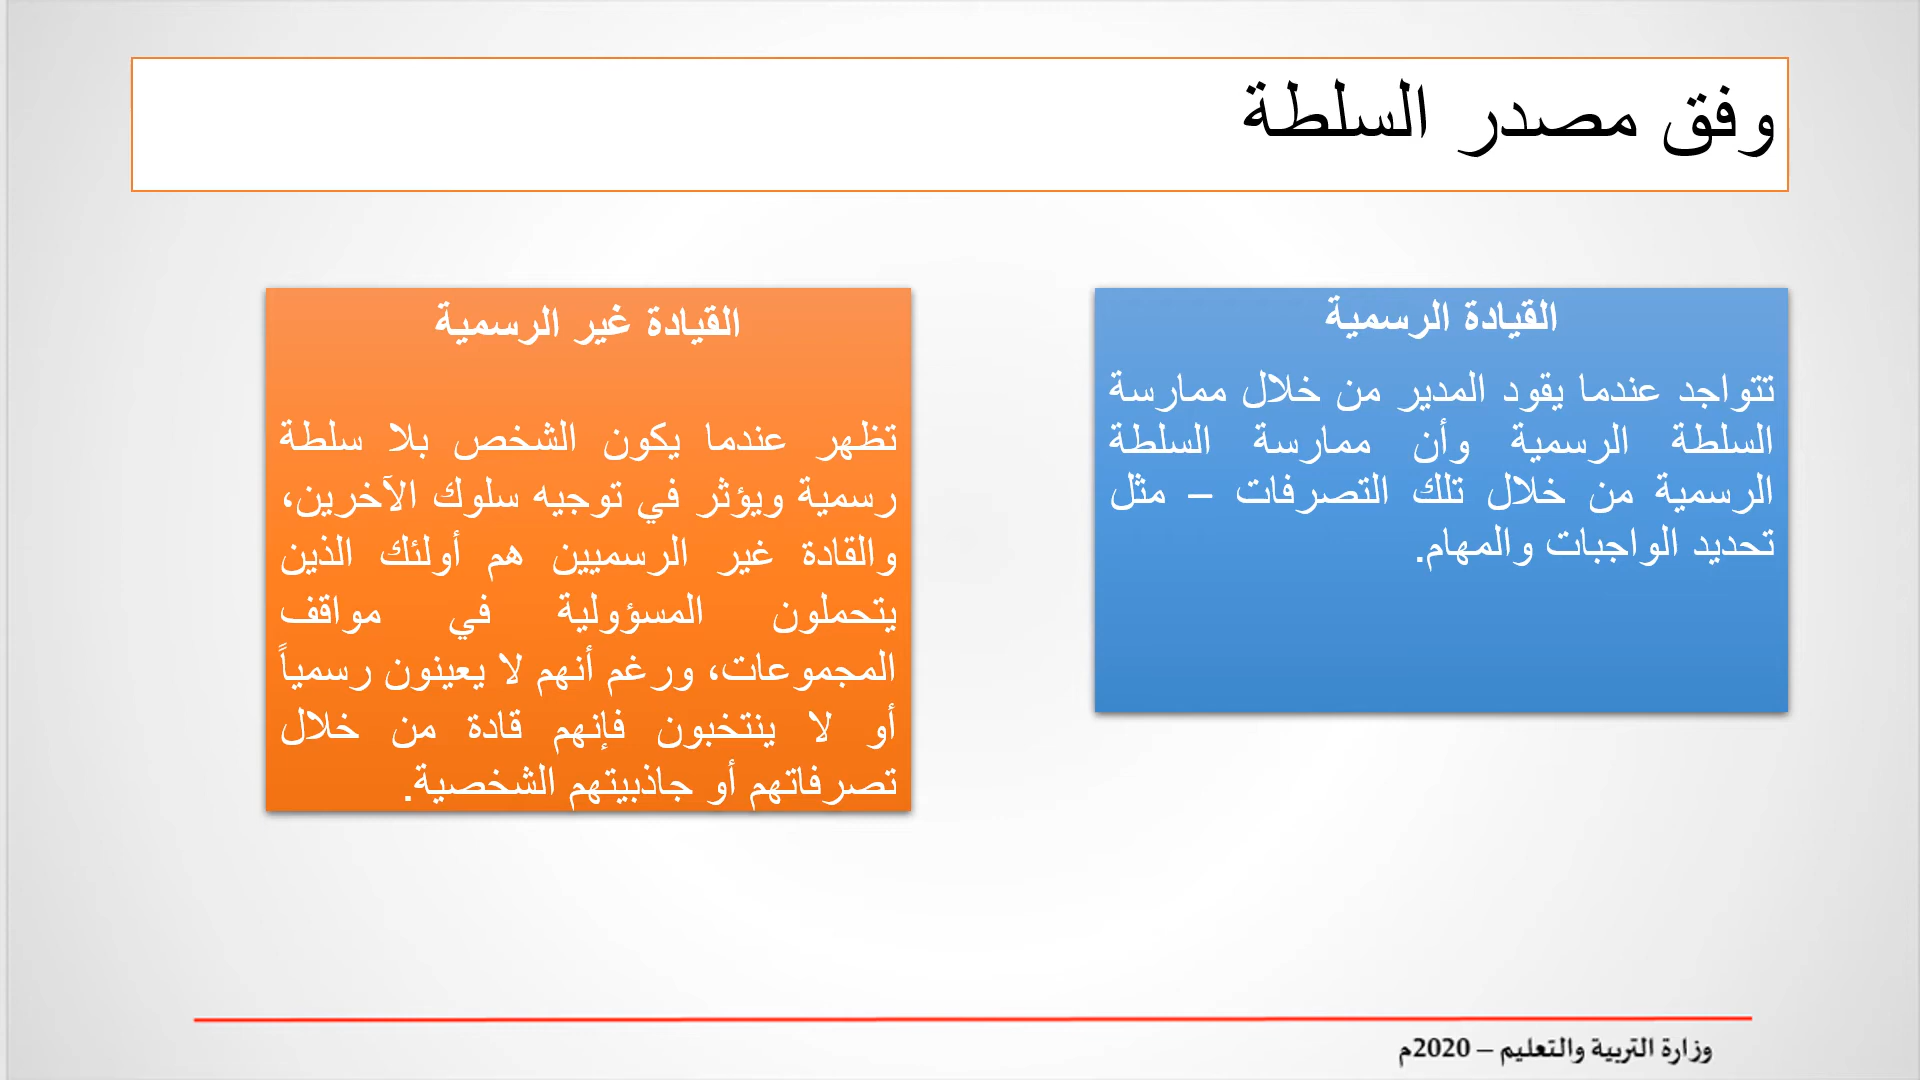 وفق مصدر السلطة
القيادة الرسمية
تتواجد عندما يقود المدير من خلال ممارسة
السلطة الرسمية وأن ممارسة السلطة
الرسمية من خلال تلك التصرفات – مثل
تحديد الواجبات والمهام.
القيادة غير الرسمية
تظهر عندما يكون الشخص بلا سلطة
رسمية ويؤثر في توجيه سلوك الآخرين،
والقادة غير الرسميين هم أولئك الذين
يتحملون المسؤولية في مواقف
المجموعات، ورغم أنهم لا يعينون رسمياً
أو لا ينتخبون فإنهم قادة من خلال
تصرفاتهم أو جاذبيتهم الشخصية.
وزارة التربية والتعليم – 2020م